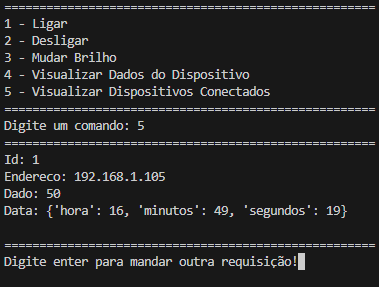 =====================================================
1 - Ligar
2 - Desligar
3 - Mudar Brilho
4 - Visualizar Dados do Dispositivo
5 - Visualizar Dispositivos Conectados
=====================================================
Digite um comando: 5
=====================================================
Id: 1
Endereco: 192.168.1.105
Dado: 50
Data: {'hora': 16, 'minutos': 49, 'segundos': 19}
=====================================================
Digite enter para mandar outra requisição!